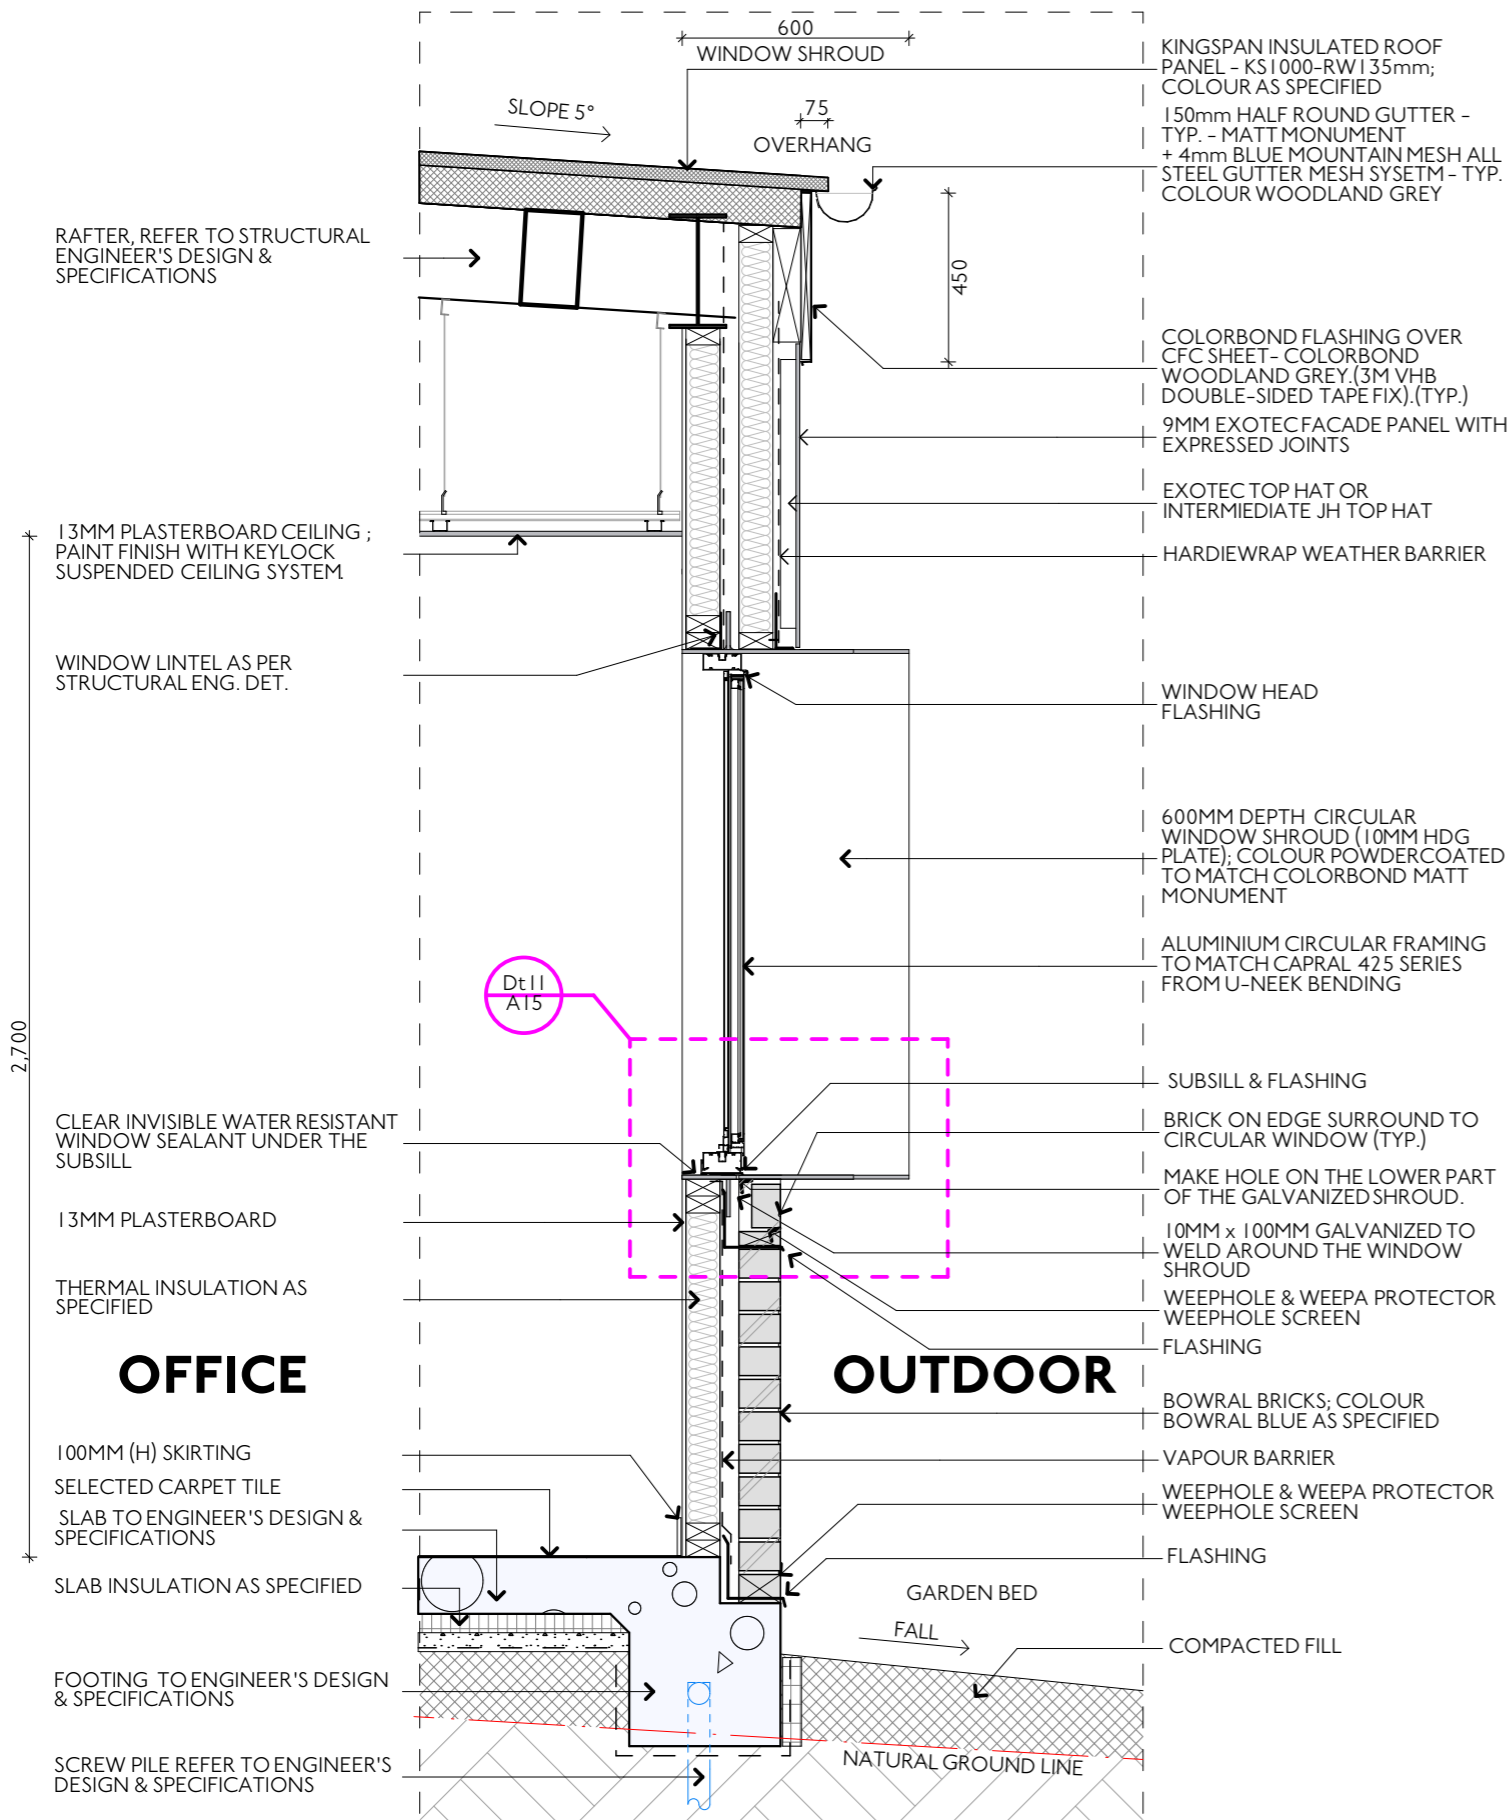 600
WINDOW SHROUD
SLOPE 5°
75
OVERHANG
KINGSPAN INSULATED ROOF
PANEL - KS1000-RW135mm;
COLOUR AS SPECIFIED
150mm HALF ROUND GUTTER -
TYP. - MATT MONUMENT
+ 4mm BLUE MOUNTAIN MESH ALL
STEEL GUTTER MESH SYSETM - TYP.
COLOUR WOODLAND GREY
RAFTER, REFER TO STRUCTURAL
ENGINEER'S DESIGN &
SPECIFICATIONS
450
COLORBOND FLASHING OVER
CFC SHEET- COLORBOND
WOODLAND GREY.(3M VHB
DOUBLE-SIDED TAPE FIX).(TYP.)
9MM EXOTEC FACADE PANEL WITH
EXPRESSED JOINTS
EXOTEC TOP HAT OR
INTERMIEDIATE JH TOP HAT
HARDIEWRAP WEATHER BARRIER
13MM PLASTERBOARD CEILING ;
PAINT FINISH WITH KEYLOCK
SUSPENDED CEILING SYSTEM.
WINDOW LINTEL AS PER
STRUCTURAL ENG. DET.
WINDOW HEAD
FLASHING
600MM DEPTH CIRCULAR
WINDOW SHROUD (10MM HDG
PLATE); COLOUR POWDERCOATED
TO MATCH COLORBOND MATT
MONUMENT
ALUMINIUM CIRCULAR FRAMING
TO MATCH CAPRAL 425 SERIES
FROM U-NEEK BENDING
Dt11
A15
2,700
SUBSILL & FLASHING
CLEAR INVISIBLE WATER RESISTANT
WINDOW SEALANT UNDER THE
SUBSILL
BRICK ON EDGE SURROUND TO
CIRCULAR WINDOW (TYP.)
MAKE HOLE ON THE LOWER PART
OF THE GALVANIZED SHROUD.
13MM PLASTERBOARD
10MM x 100MM GALVANIZED TO
WELD AROUND THE WINDOW
SHROUD
THERMAL INSULATION AS
SPECIFIED
WEEPHOLE & WEEPA PROTECTOR
WEEPHOLE SCREEN
FLASHING
OFFICE
OUTDOOR
BOWRAL BRICKS; COLOUR
BOWRAL BLUE AS SPECIFIED
100MM (H) SKIRTING
VAPOUR BARRIER
SELECTED CARPET TILE
WEEPHOLE & WEEPA PROTECTOR
WEEPHOLE SCREEN
SLAB TO ENGINEER'S DESIGN &
SPECIFICATIONS
FLASHING
SLAB INSULATION AS SPECIFIED
GARDEN BED
FALL
COMPACTED FILL
FOOTING TO ENGINEER'S DESIGN
& SPECIFICATIONS
NATURAL GROUND LINE
SCREW PILE REFER TO ENGINEER'S
DESIGN & SPECIFICATIONS